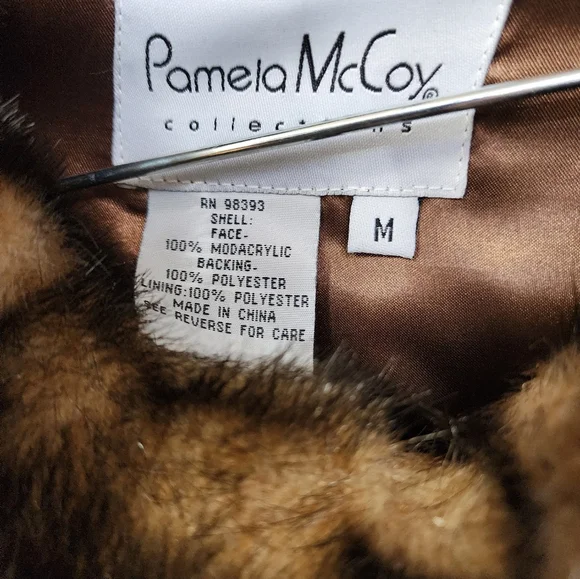 Pamela McCoy®
collections
RN 98393
SHELL:
FACE-
100% MODACRYLIC
BACKING-
100% POLYESTER
LINING:100% POLYESTER
MADE IN CHINA
SEE REVERSE FOR CARE
M